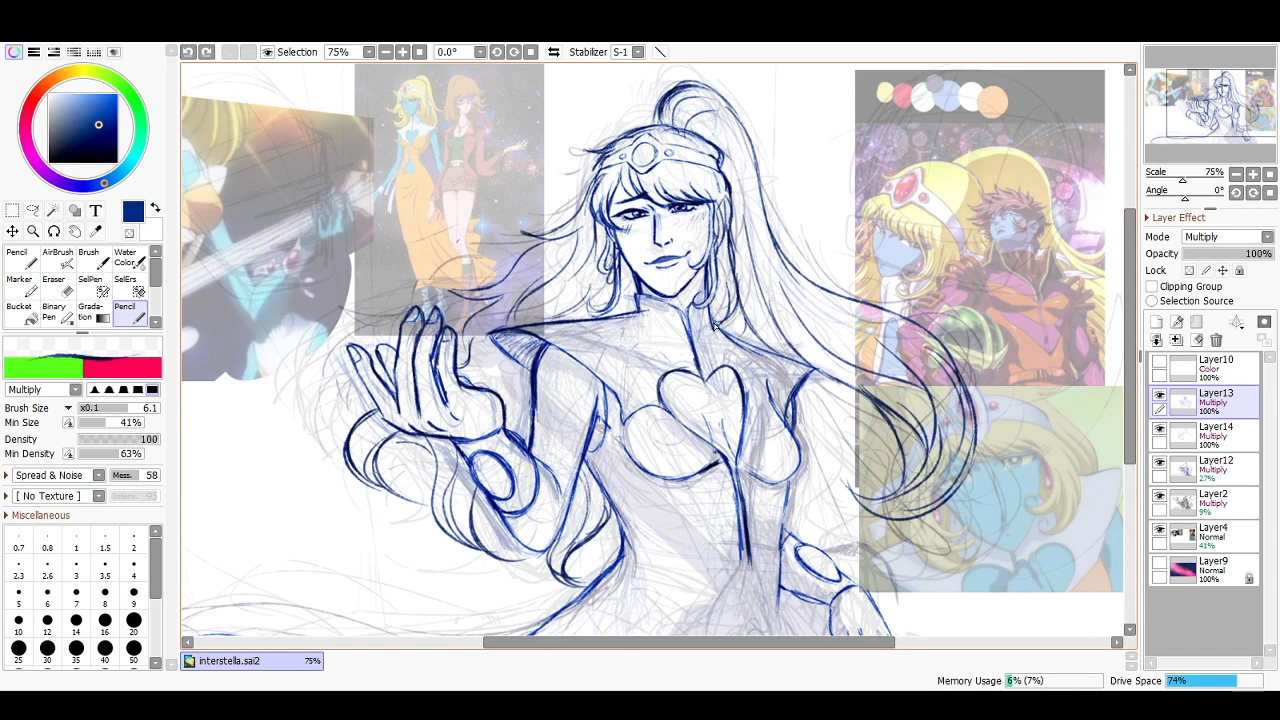 Selection 75% 0.0° Stabilizer S-1
T
Pencil AirBrush Brush Water Color
Marker Eraser SelPen SelErs
Bucket Binary Pen Grada-tion Pencil
Multiply
Brush Size x0.1 6.1
Min Size 41%
Density 100
Min Density 63%
Spread & Noise Mess. 58
[ No Texture ] Intens. 95
Miscellaneous
0.7 0.8 1 1.5 2
2.3 2.6 3 3.5 4
5 6 7 8 9
10 12 14 16 20
25 30 35 40 50
interstella.sai2 75%
Scale 75%
Angle 0°
Layer Effect
Mode Multiply
Opacity 100%
Lock
Clipping Group
Selection Source
Layer10
Color
100%
Layer13
Multiply
100%
Layer14
Multiply
100%
Layer12
Multiply
27%
Layer2
Multiply
9%
Layer4
Normal
41%
Layer9
Normal
100%
Memory Usage 6% (7%) Drive Space 74%